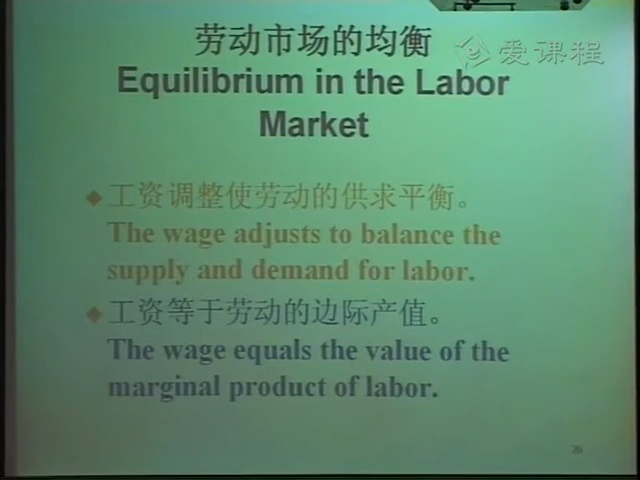 劳动市场的均衡
爱课程
Equilibrium in the Labor
Market
工资调整使劳动的供求平衡。
The wage adjusts to balance the
supply and demand for labor.
工资等于劳动的边际产值。
The wage equals the value of the
marginal product of labor.